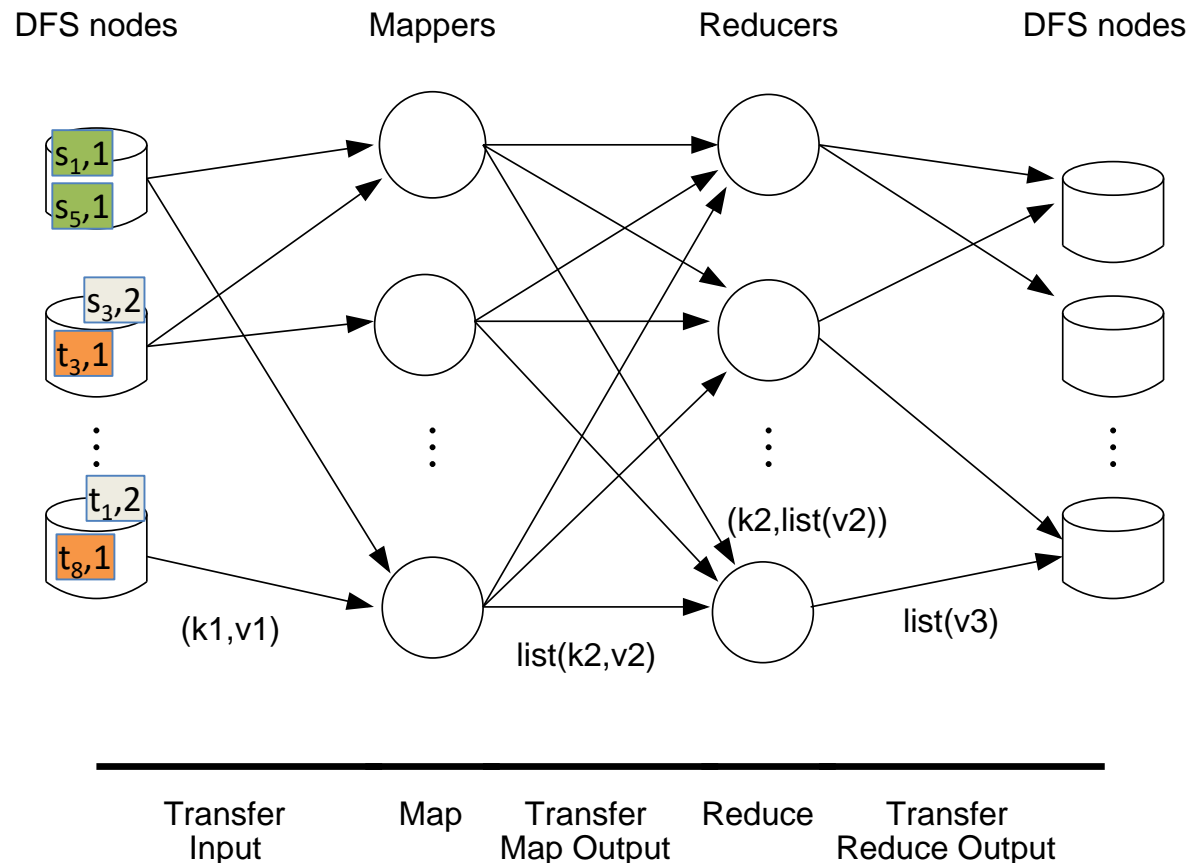 DFS nodes
Mappers
Reducers
DFS nodes
s₁,1
s₅,1
s₃,2
t₃,1
t₁,2
t₈,1
(k1,v1)
list(k2,v2)
(k2,list(v2))
list(v3)
Transfer
Input
Map
Transfer
Map Output
Reduce
Transfer
Reduce Output